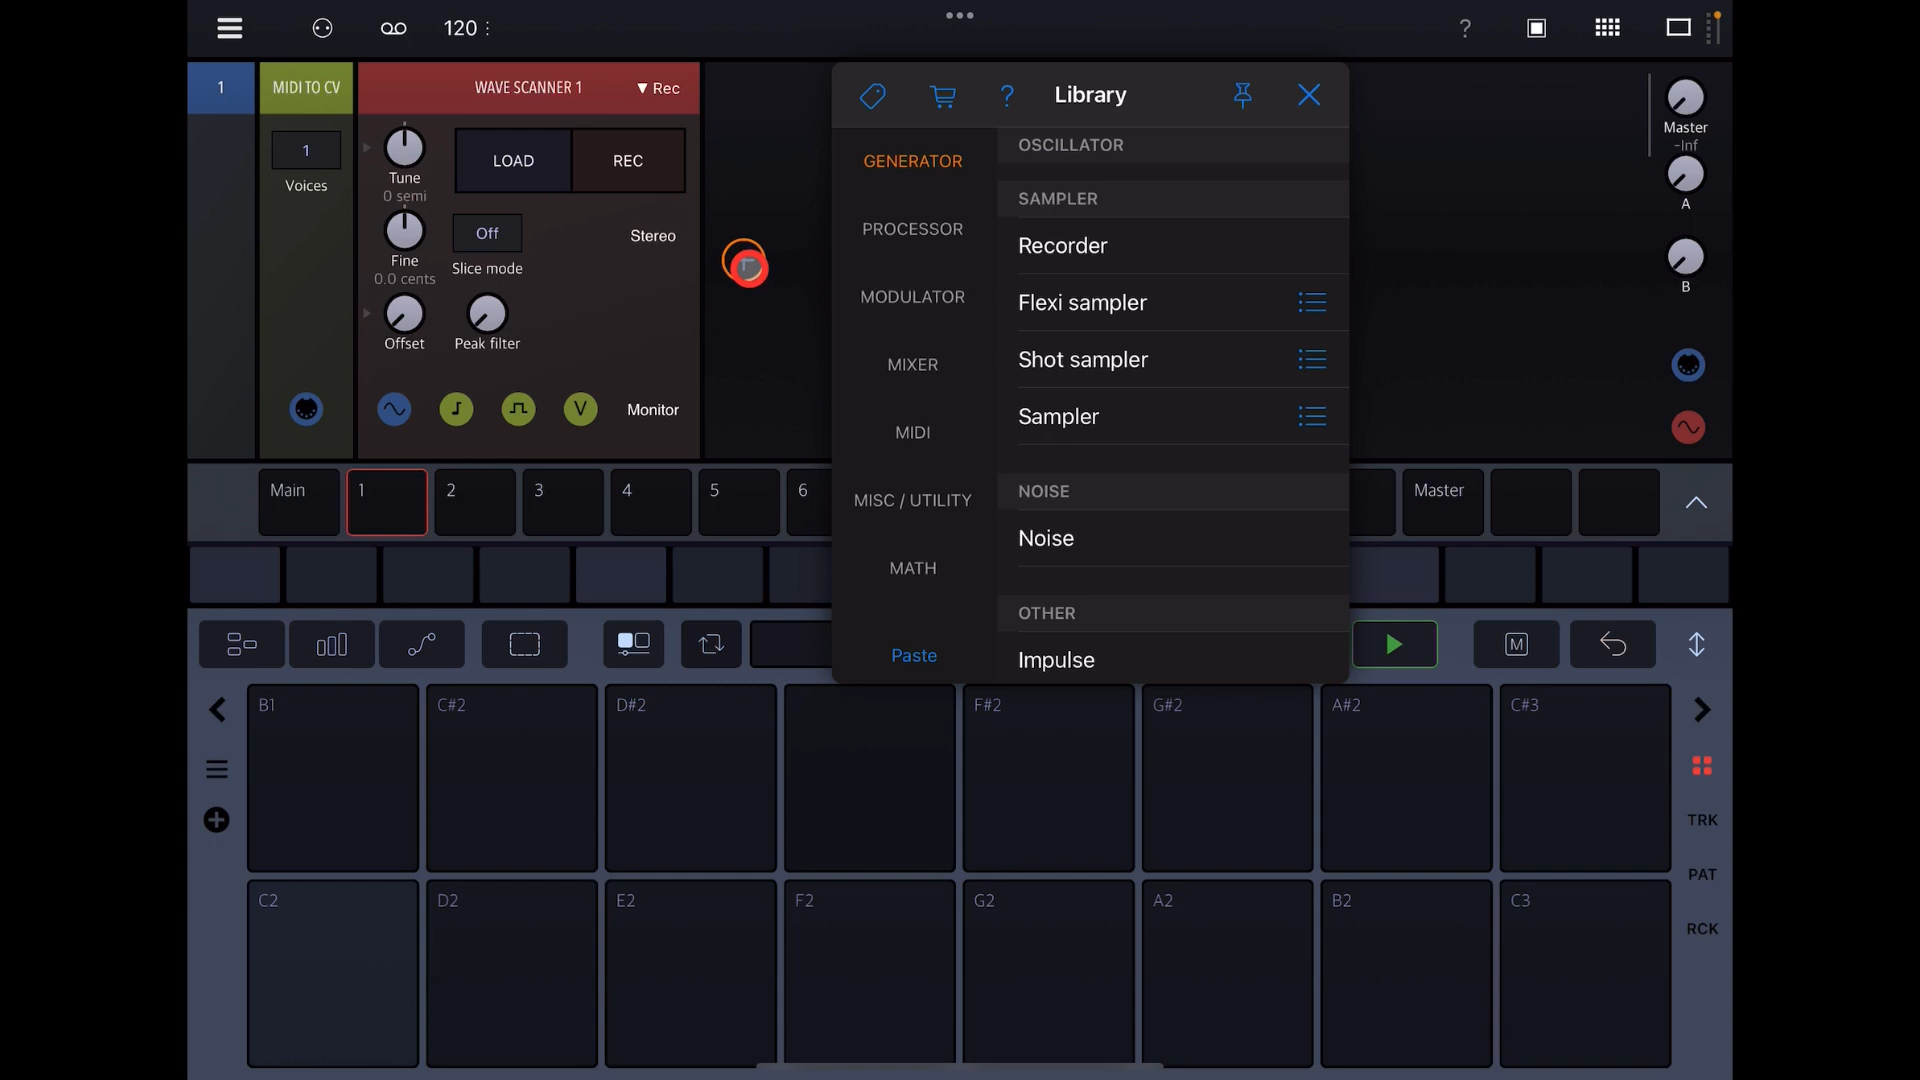 120
?
1
MIDI TO CV
WAVE SCANNER 1
▼ Rec
1
Voices
Tune
0 semi
LOAD
REC
Fine
0.0 cents
Off
Slice mode
Stereo
Offset
Peak filter
V
Monitor
? Library
GENERATOR
PROCESSOR
MODULATOR
MIXER
MIDI
MISC / UTILITY
MATH
Paste
OSCILLATOR
SAMPLER
Recorder
Flexi sampler
Shot sampler
Sampler
NOISE
Noise
OTHER
Impulse
Master
-Inf
A
B
Main
1
2
3
4
5
6
Master
M
B1
C#2
D#2
F#2
G#2
A#2
C#3
C2
D2
E2
F2
G2
A2
B2
C3
TRK
PAT
RCK